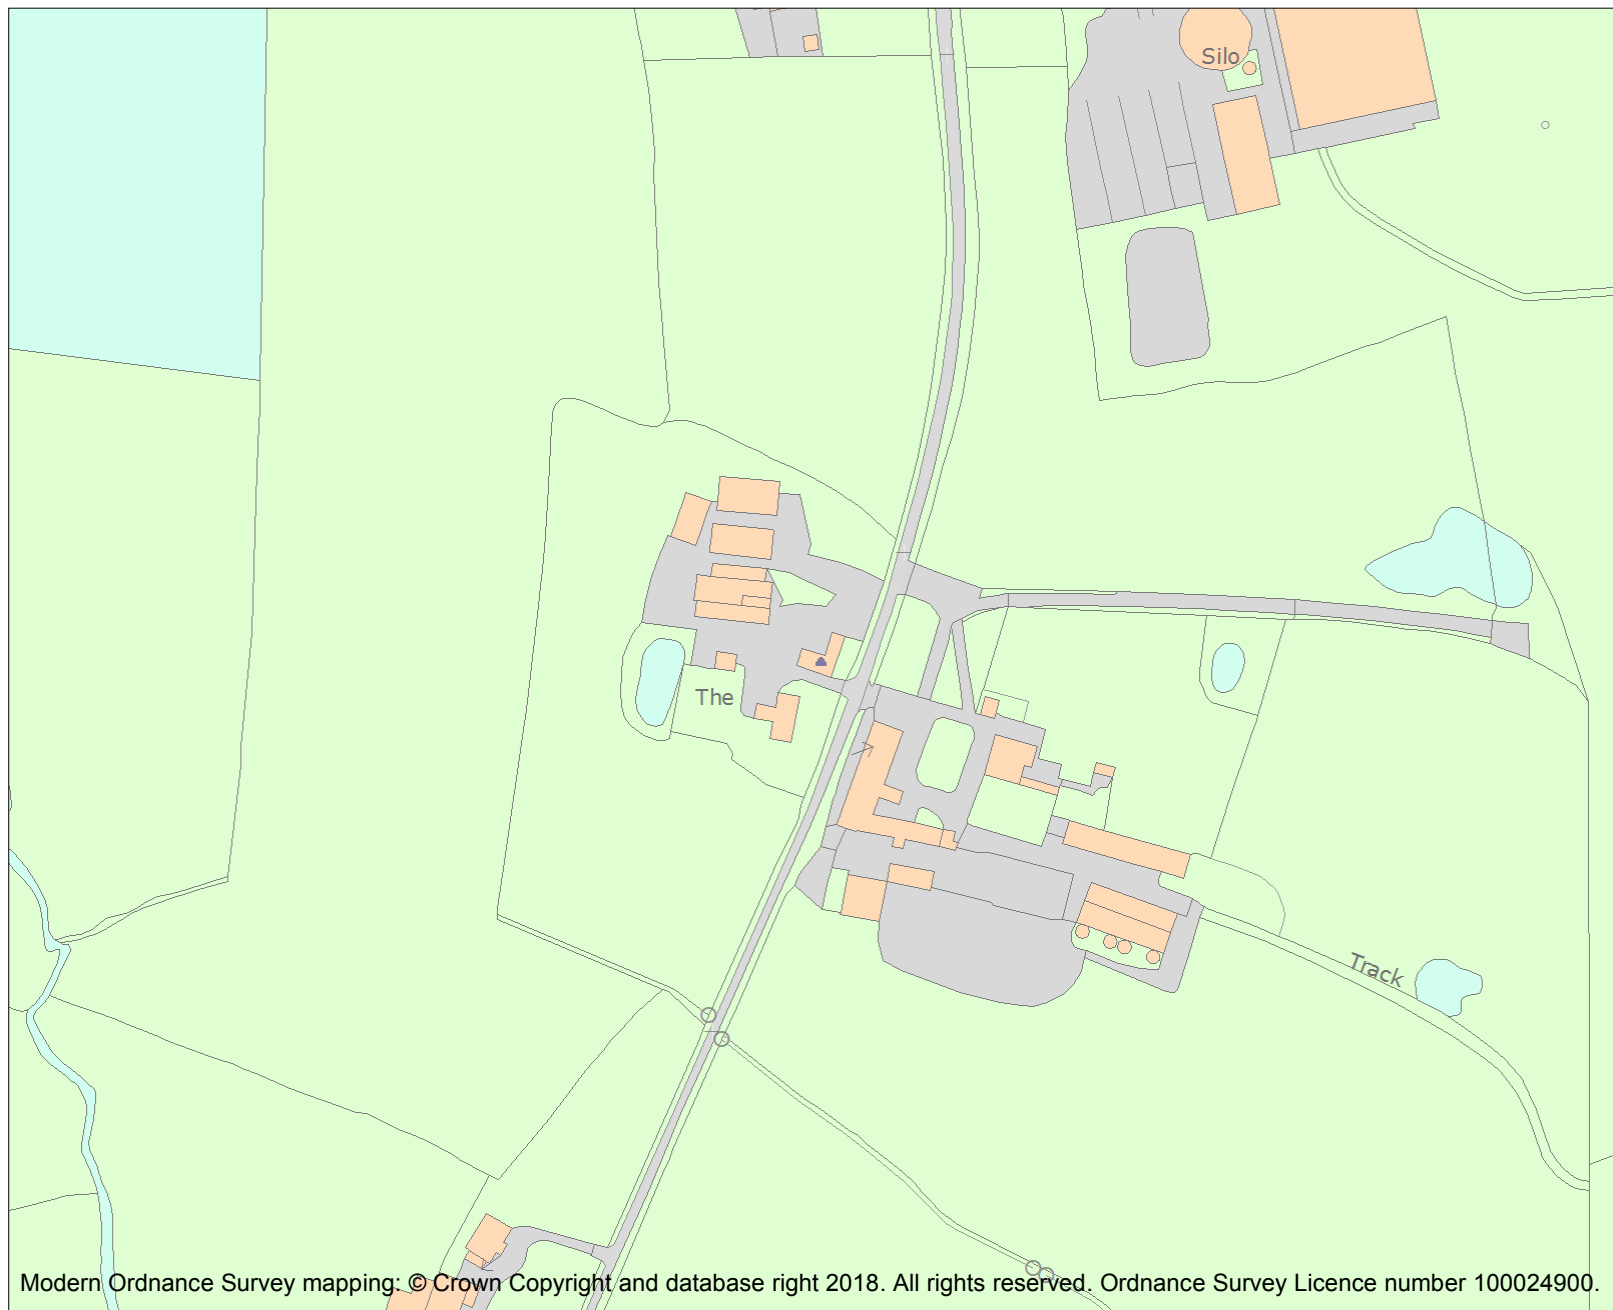 Silo
The
Track
Modern Ordnance Survey mapping: © Crown Copyright and database right 2018. All rights reserved. Ordnance Survey Licence number 100024900.